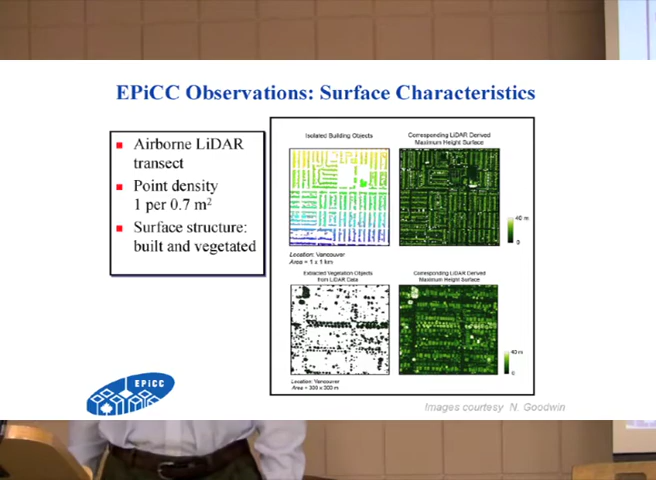 EPiCC Observations: Surface Characteristics
Airborne LiDAR
transect
Point density
1 per 0.7 m²
Surface structure:
built and vegetated
Isolated Building Objects
Corresponding LiDAR Derived
Maximum Height Surface
40 m
0
Location: Vancouver
Area = 1 x 1 km
Extracted Vegetation Objects
from LiDAR Data
Corresponding LiDAR Derived
Maximum Height Surface
40 m
0
Location: Vancouver
Area = 300 x 300 m
EPiCC
Images courtesy N. Goodwin